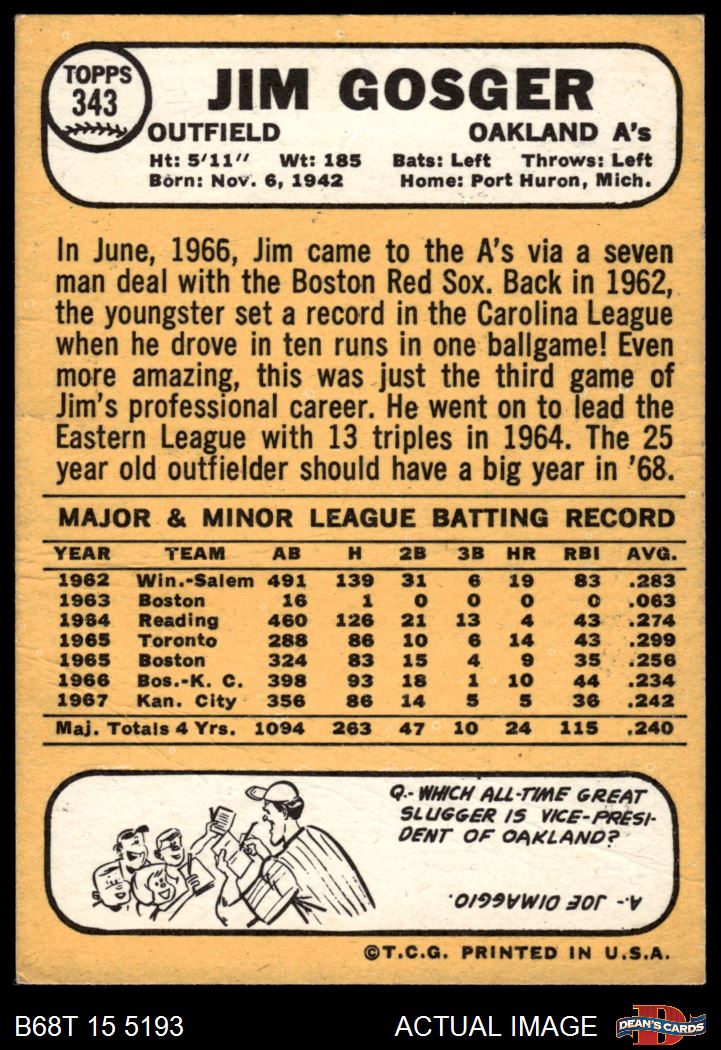 TOPPS
343
JIM GOSGER
OUTFIELD OAKLAND A's
Ht: 5'11" Wt: 185 Bats: Left Throws: Left
Born: Nov. 6, 1942 Home: Port Huron, Mich.
In June, 1966, Jim came to the A's via a seven
man deal with the Boston Red Sox. Back in 1962,
the youngster set a record in the Carolina League
when he drove in ten runs in one ballgame! Even
more amazing, this was just the third game of
Jim's professional career. He went on to lead the
Eastern League with 13 triples in 1964. The 25
year old outfielder should have a big year in '68.
MAJOR & MINOR LEAGUE BATTING RECORD
YEAR TEAM AB H 2B 3B HR RBI AVG.
1962 Win.-Salem 491 139 31 6 19 83 .283
1963 Boston 16 1 0 0 0 0 .063
1964 Reading 460 126 21 13 4 43 .274
1965 Toronto 288 86 10 6 14 43 .299
1965 Boston 324 83 15 4 9 35 .256
1966 Bos.-K. C. 398 93 18 1 10 44 .234
1967 Kan. City 356 86 14 5 5 36 .242
Maj. Totals 4 Yrs. 1094 263 47 10 24 115 .240
Q.- WHICH ALL-TIME GREAT
SLUGGER IS VICE-PRESI-
DENT OF OAKLAND?
A.- JOE DIMAGGIO.
©T.C.G. PRINTED IN U.S.A.
B68T 15 5193 ACTUAL IMAGE
D
DEAN'S CARDS